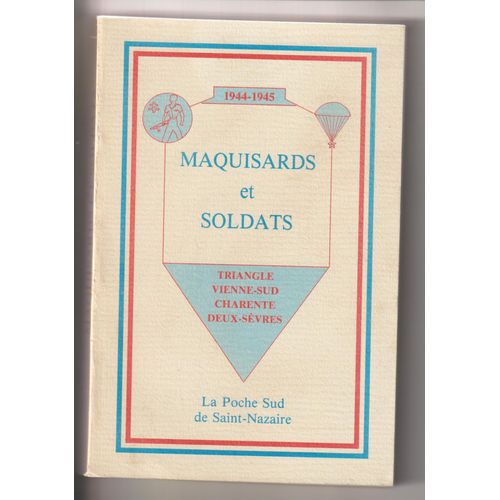 1944-1945
MAQUISARDS
et
SOLDATS
TRIANGLE
VIENNE-SUD
CHARENTE
DEUX-SÈVRES
La Poche Sud
de Saint-Nazaire